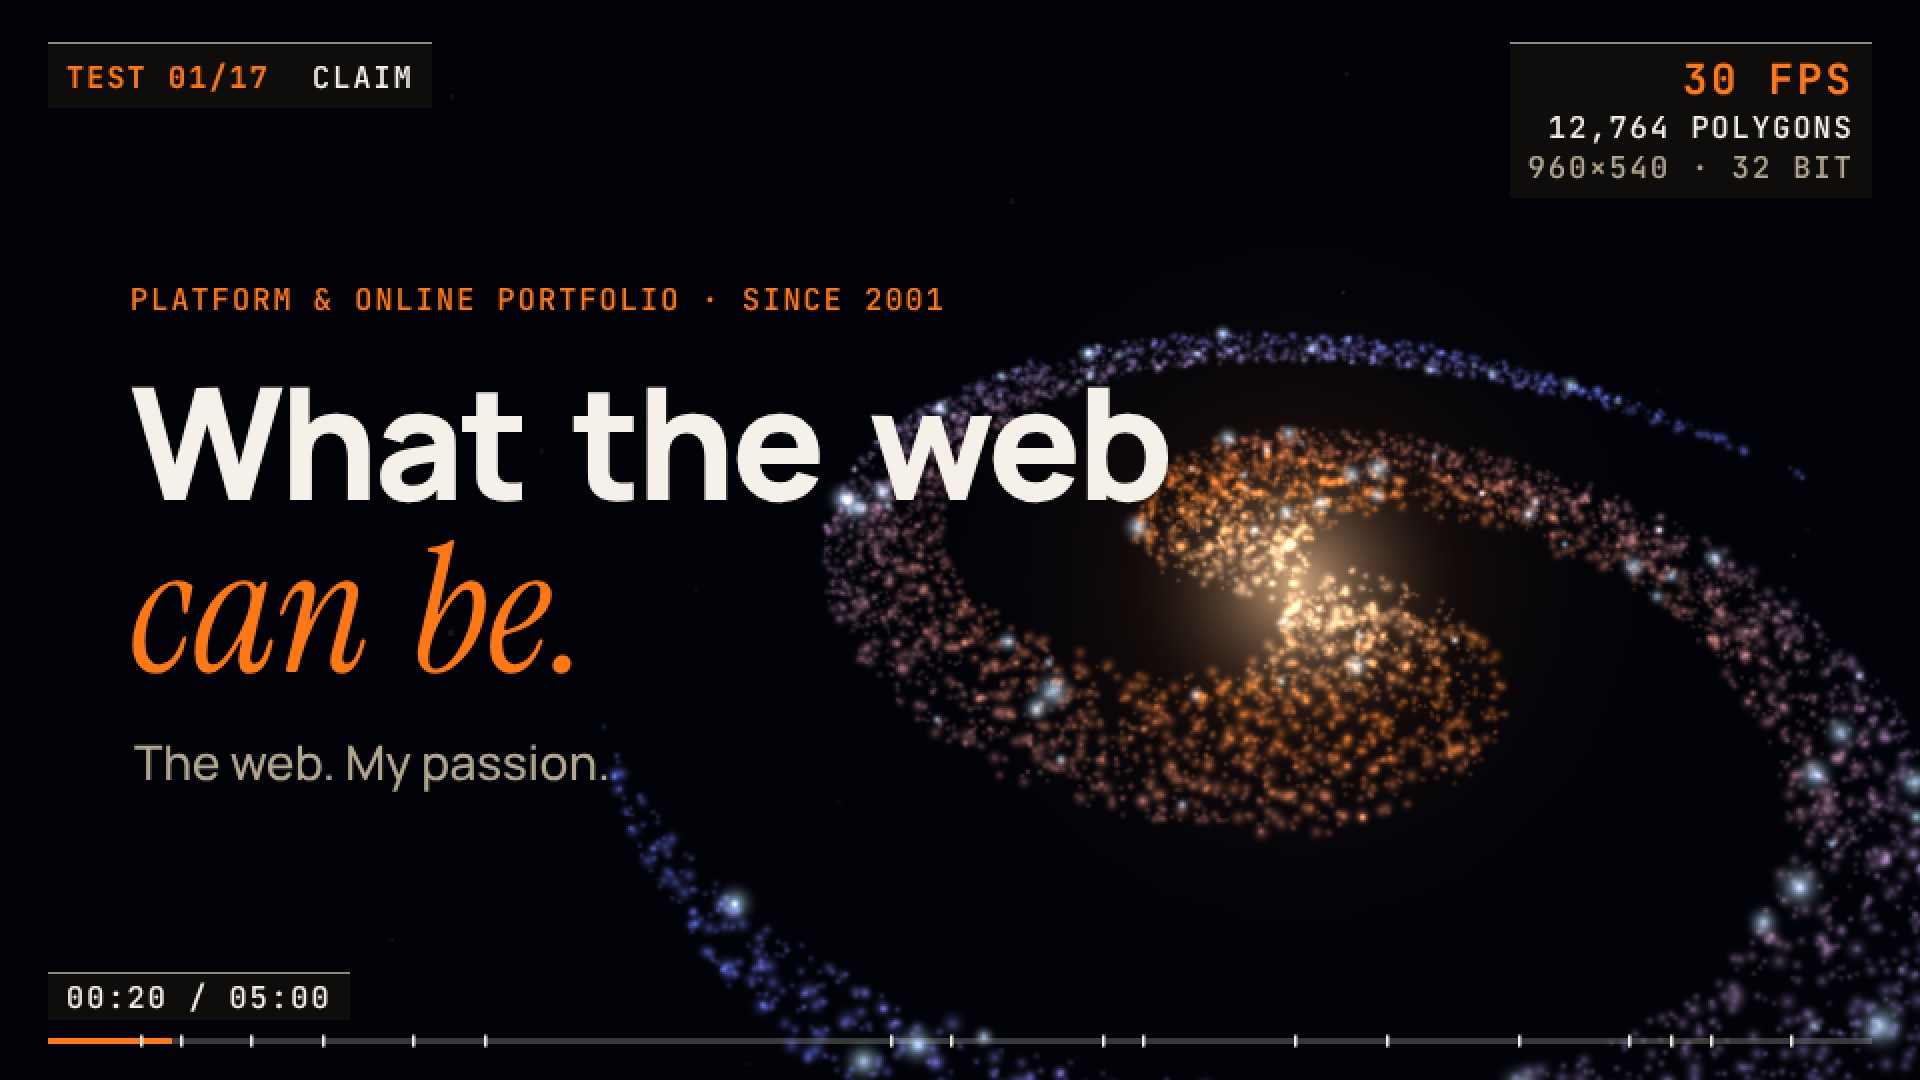 TEST 01/17 CLAIM
30 FPS
12,764 POLYGONS
960×540 · 32 BIT
PLATFORM & ONLINE PORTFOLIO · SINCE 2001
What the web
can be.
The web. My passion.
00:20 / 05:00